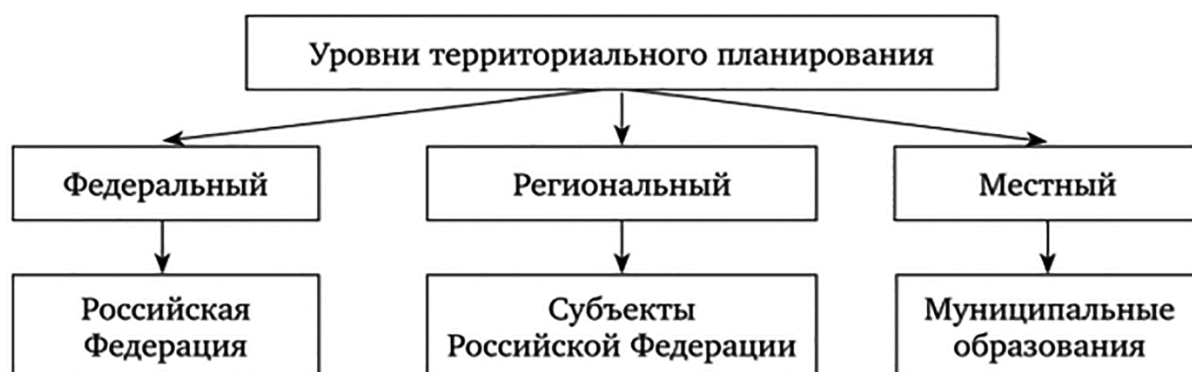 Уровни территориального планирования
Федеральный
Региональный
Местный
Российская
Федерация
Субъекты
Российской Федерации
Муниципальные
образования